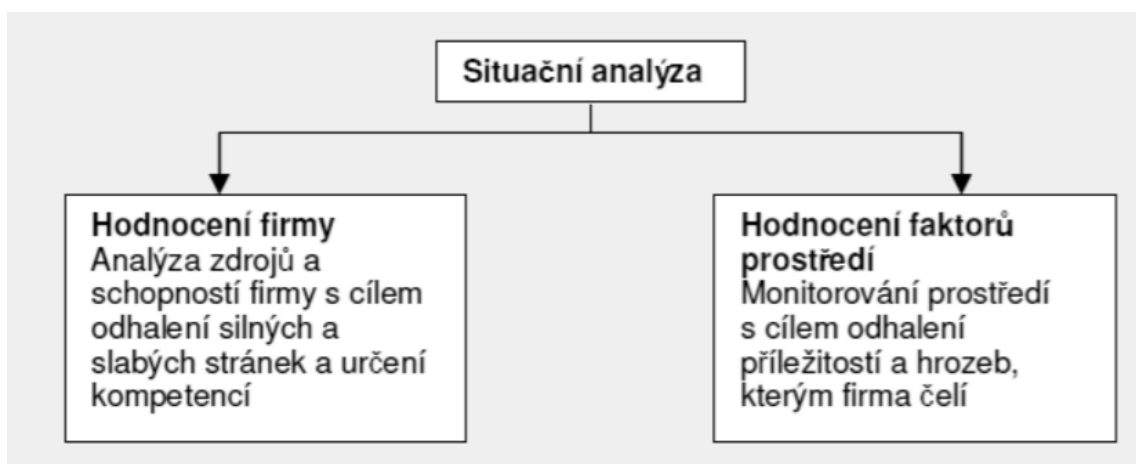 Situační analýza
Hodnocení firmy
Analýza zdrojů a
schopností firmy s cílem
odhalení silných a
slabých stránek a určení
kompetencí
Hodnocení faktorů
prostředí
Monitorování prostředí
s cílem odhalení
příležitostí a hrozeb,
kterým firma čelí